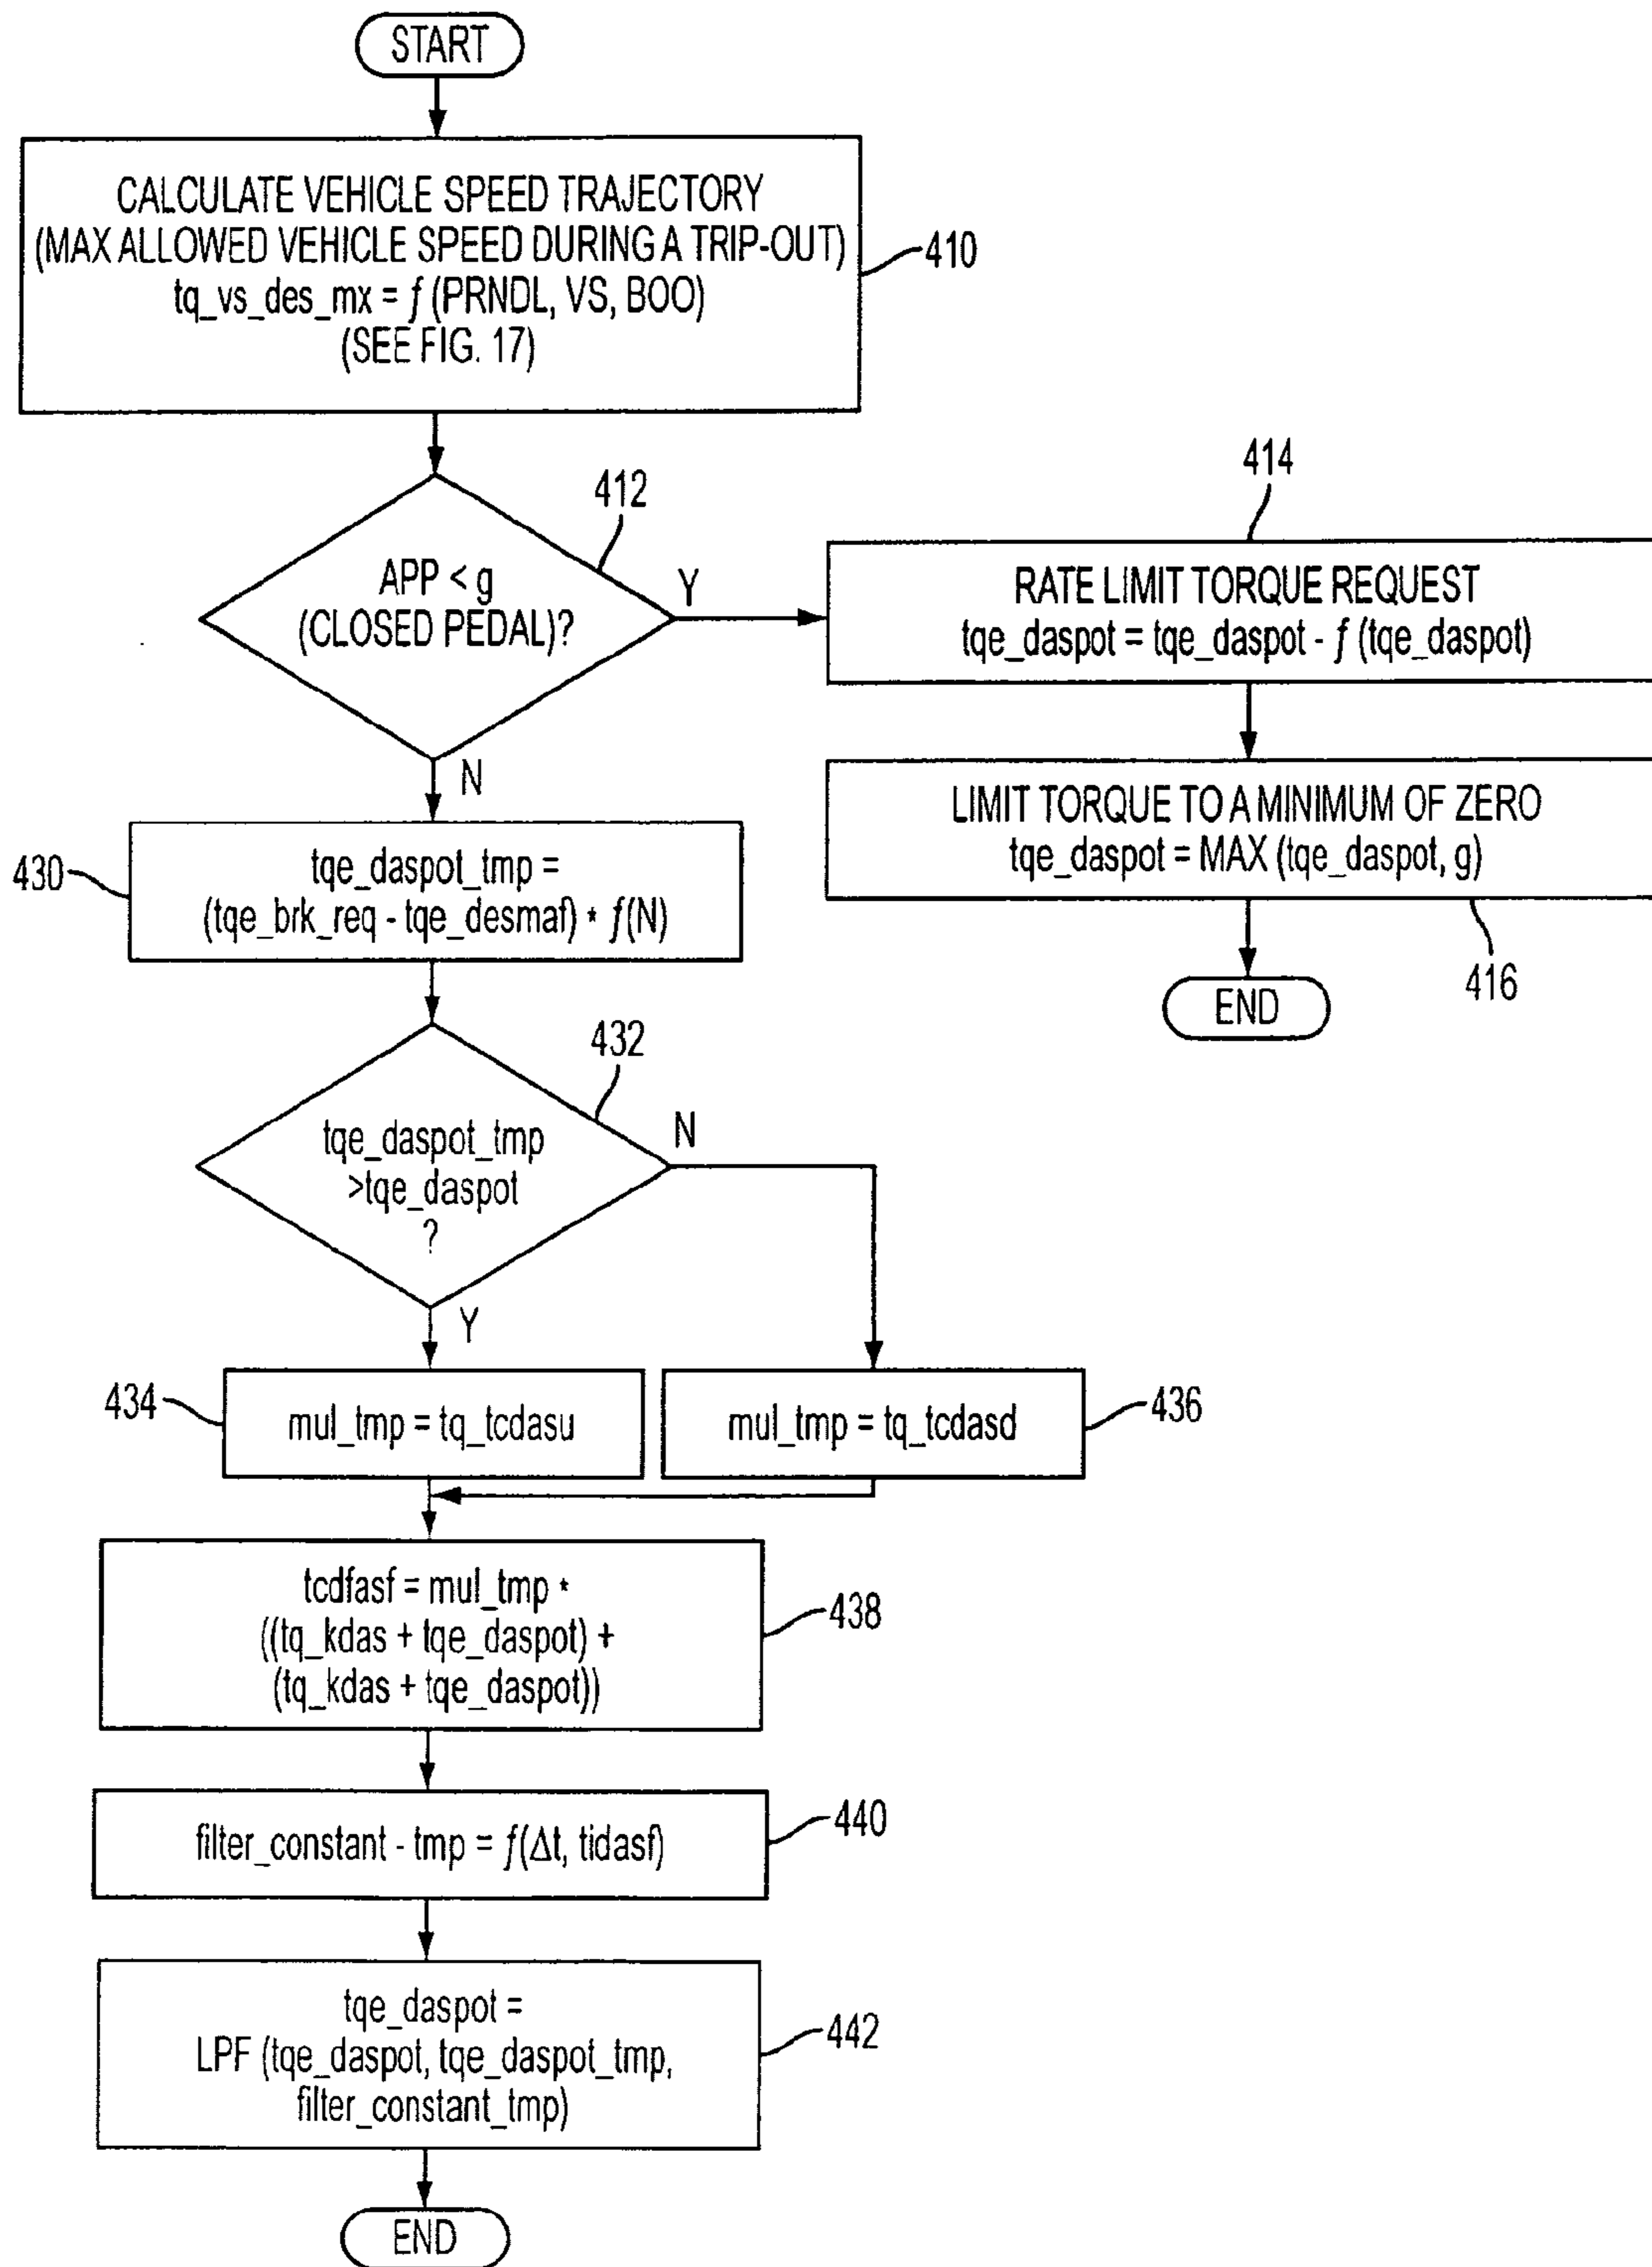 START
CALCULATE VEHICLE SPEED TRAJECTORY
(MAX ALLOWED VEHICLE SPEED DURING A TRIP-OUT)
tq_vs_des_mx = f (PRNDL, VS, BOO)
(SEE FIG. 17)
410
412
APP < g
(CLOSED PEDAL)?
Y
N
414
RATE LIMIT TORQUE REQUEST
tqe_daspot = tqe_daspot - f (tqe_daspot)
LIMIT TORQUE TO A MINIMUM OF ZERO
tqe_daspot = MAX (tqe_daspot, g)
416
END
430
tqe_daspot_tmp =
(tqe_brk_req - tqe_desmaf) * f(N)
432
tqe_daspot_tmp
>tqe_daspot
?
N
Y
434
mul_tmp = tq_tcdasu
mul_tmp = tq_tcdasd
436
tcdfasf = mul_tmp *
((tq_kdas + tqe_daspot) +
(tq_kdas + tqe_daspot))
438
filter_constant - tmp = f(Δt, tidasf)
440
tqe_daspot =
LPF (tqe_daspot, tqe_daspot_tmp,
filter_constant_tmp)
442
END